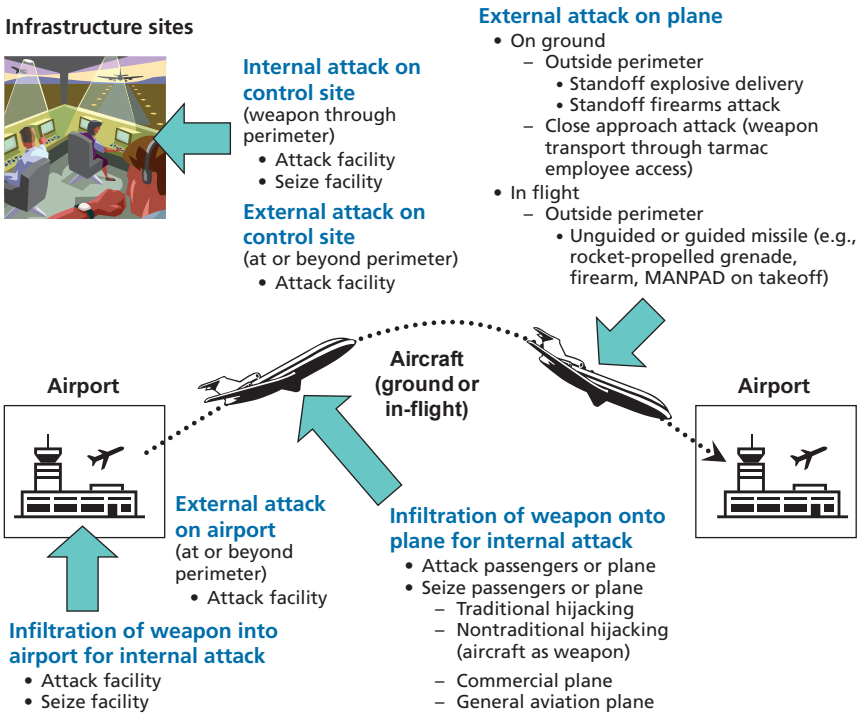 Infrastructure sites
Internal attack on
control site
(weapon through
perimeter)
• Attack facility
• Seize facility
External attack on
control site
(at or beyond perimeter)
• Attack facility
External attack on plane
• On ground
– Outside perimeter
• Standoff explosive delivery
• Standoff firearms attack
– Close approach attack (weapon
transport through tarmac
employee access)
• In flight
– Outside perimeter
• Unguided or guided missile (e.g.,
rocket-propelled grenade,
firearm, MANPAD on takeoff)
Airport
Aircraft
(ground or
in-flight)
Airport
External attack
on airport
(at or beyond
perimeter)
• Attack facility
Infiltration of weapon into
airport for internal attack
• Attack facility
• Seize facility
Infiltration of weapon onto
plane for internal attack
• Attack passengers or plane
• Seize passengers or plane
– Traditional hijacking
– Nontraditional hijacking
(aircraft as weapon)
– Commercial plane
– General aviation plane